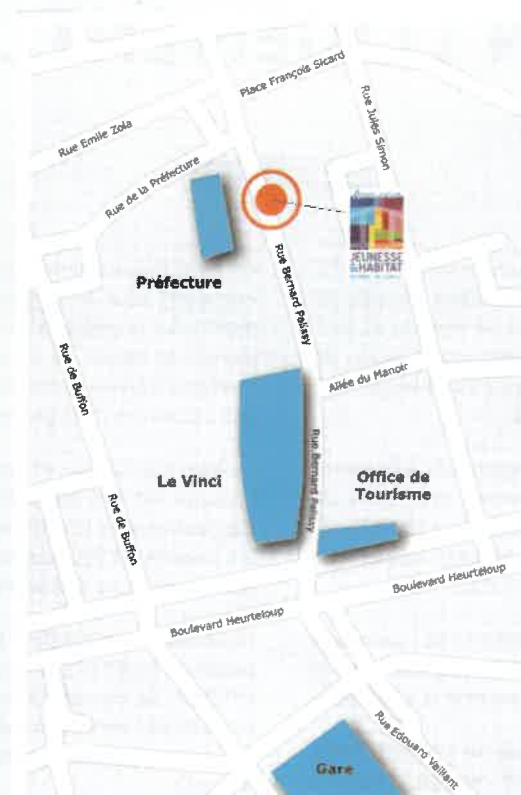 Place François Sicard
Rue Emile Zola
Rue Jules Simon
Rue de la Préfecture
JEUNESSE
& HABITAT
Préfecture
Rue Bernard Palissy
Rue de Buffon
Allée du Manoir
Le Vinci
Rue Bernard Palissy
Office de
Tourisme
Rue de Buffon
Boulevard Heurteloup
Boulevard Heurteloup
Rue Edouard Vaillant
Gare